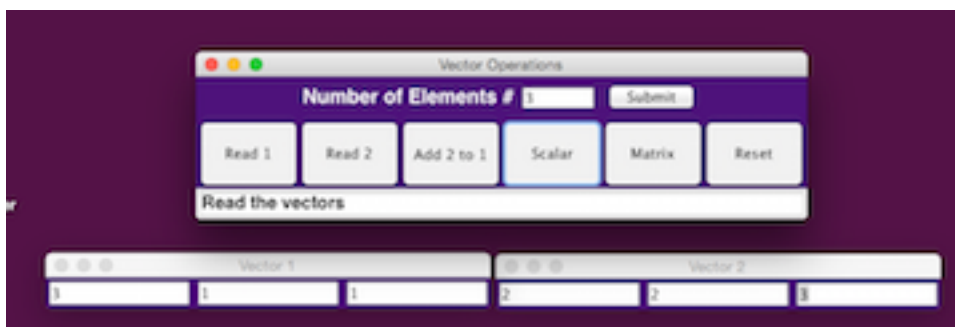 Vector Operations
Number of Elements # 3 Submit
Read 1 Read 2 Add 2 to 1 Scalar Matrix Reset
Read the vectors
Vector 1 Vector 2
3 1 1 2 2